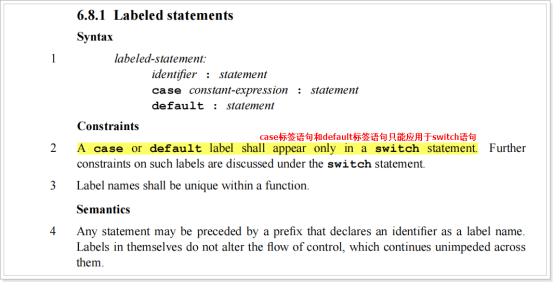 6.8.1 Labeled statements
Syntax
1 labeled-statement:
identifier : statement
case constant-expression : statement
default : statement
Constraints
case标签语句和default标签语句只能应用于switch语句
2 A case or default label shall appear only in a switch statement. Further
constraints on such labels are discussed under the switch statement.
3 Label names shall be unique within a function.
Semantics
4 Any statement may be preceded by a prefix that declares an identifier as a label name.
Labels in themselves do not alter the flow of control, which continues unimpeded across
them.